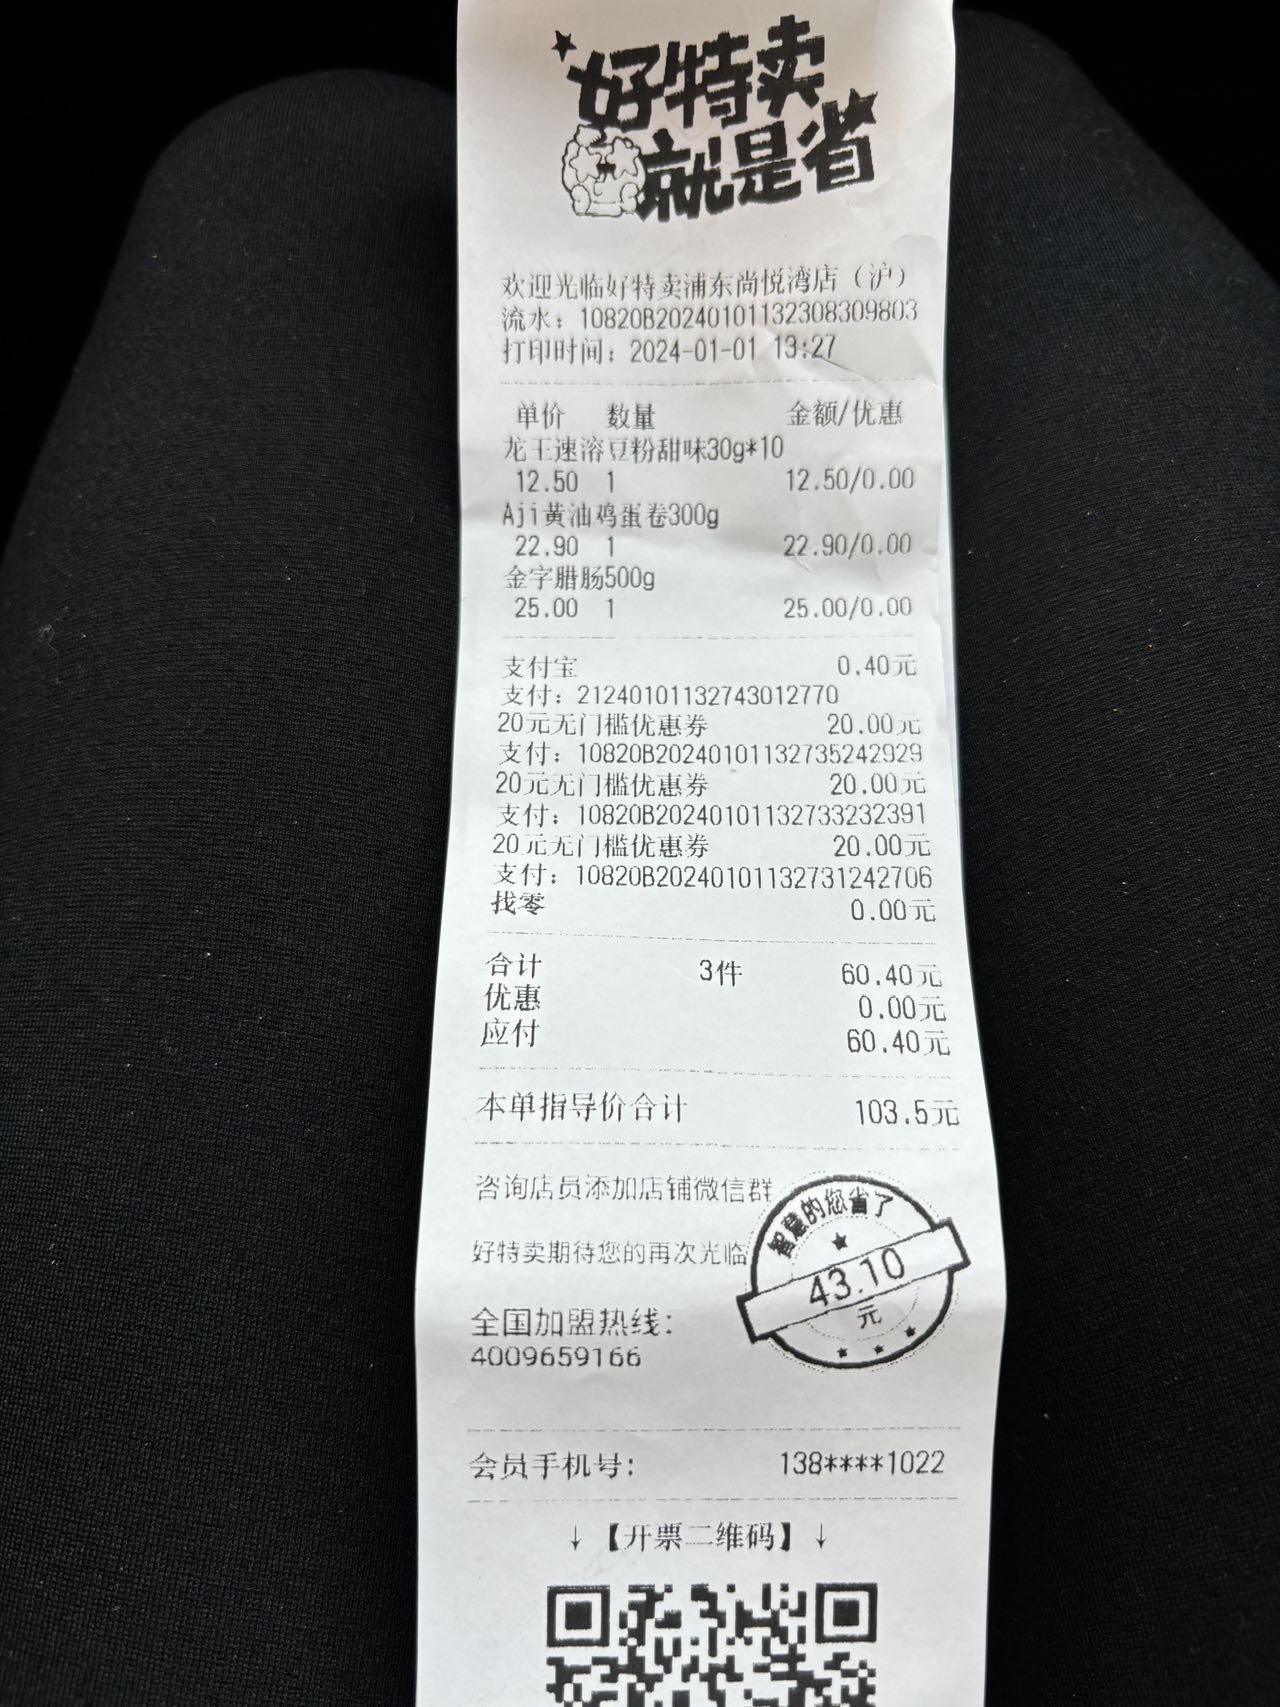 好特卖
就是省
欢迎光临好特卖浦东尚悦湾店（沪）
流水：10820B20240101132308309803
打印时间：2024-01-01 13:27
单价 数量 金额/优惠
龙王速溶豆粉甜味30g*10
12.50 1 12.50/0.00
Aji黄油鸡蛋卷300g
22.90 1 22.90/0.00
金字腊肠500g
25.00 1 25.00/0.00
支付宝 0.40元
支付：21240101132743012770
20元无门槛优惠券 20.00元
支付：10820B20240101132735242929
20元无门槛优惠券 20.00元
支付：10820B20240101132733232391
20元无门槛优惠券 20.00元
支付：10820B20240101132731242706
找零 0.00元
合计 3件 60.40元
优惠 0.00元
应付 60.40元
本单指导价合计 103.5元
咨询店员添加店铺微信群
好特卖期待您的再次光临
智慧的您省了
43.10
元
全国加盟热线：
4009659166
会员手机号： 138****1022
↓【开票二维码】↓